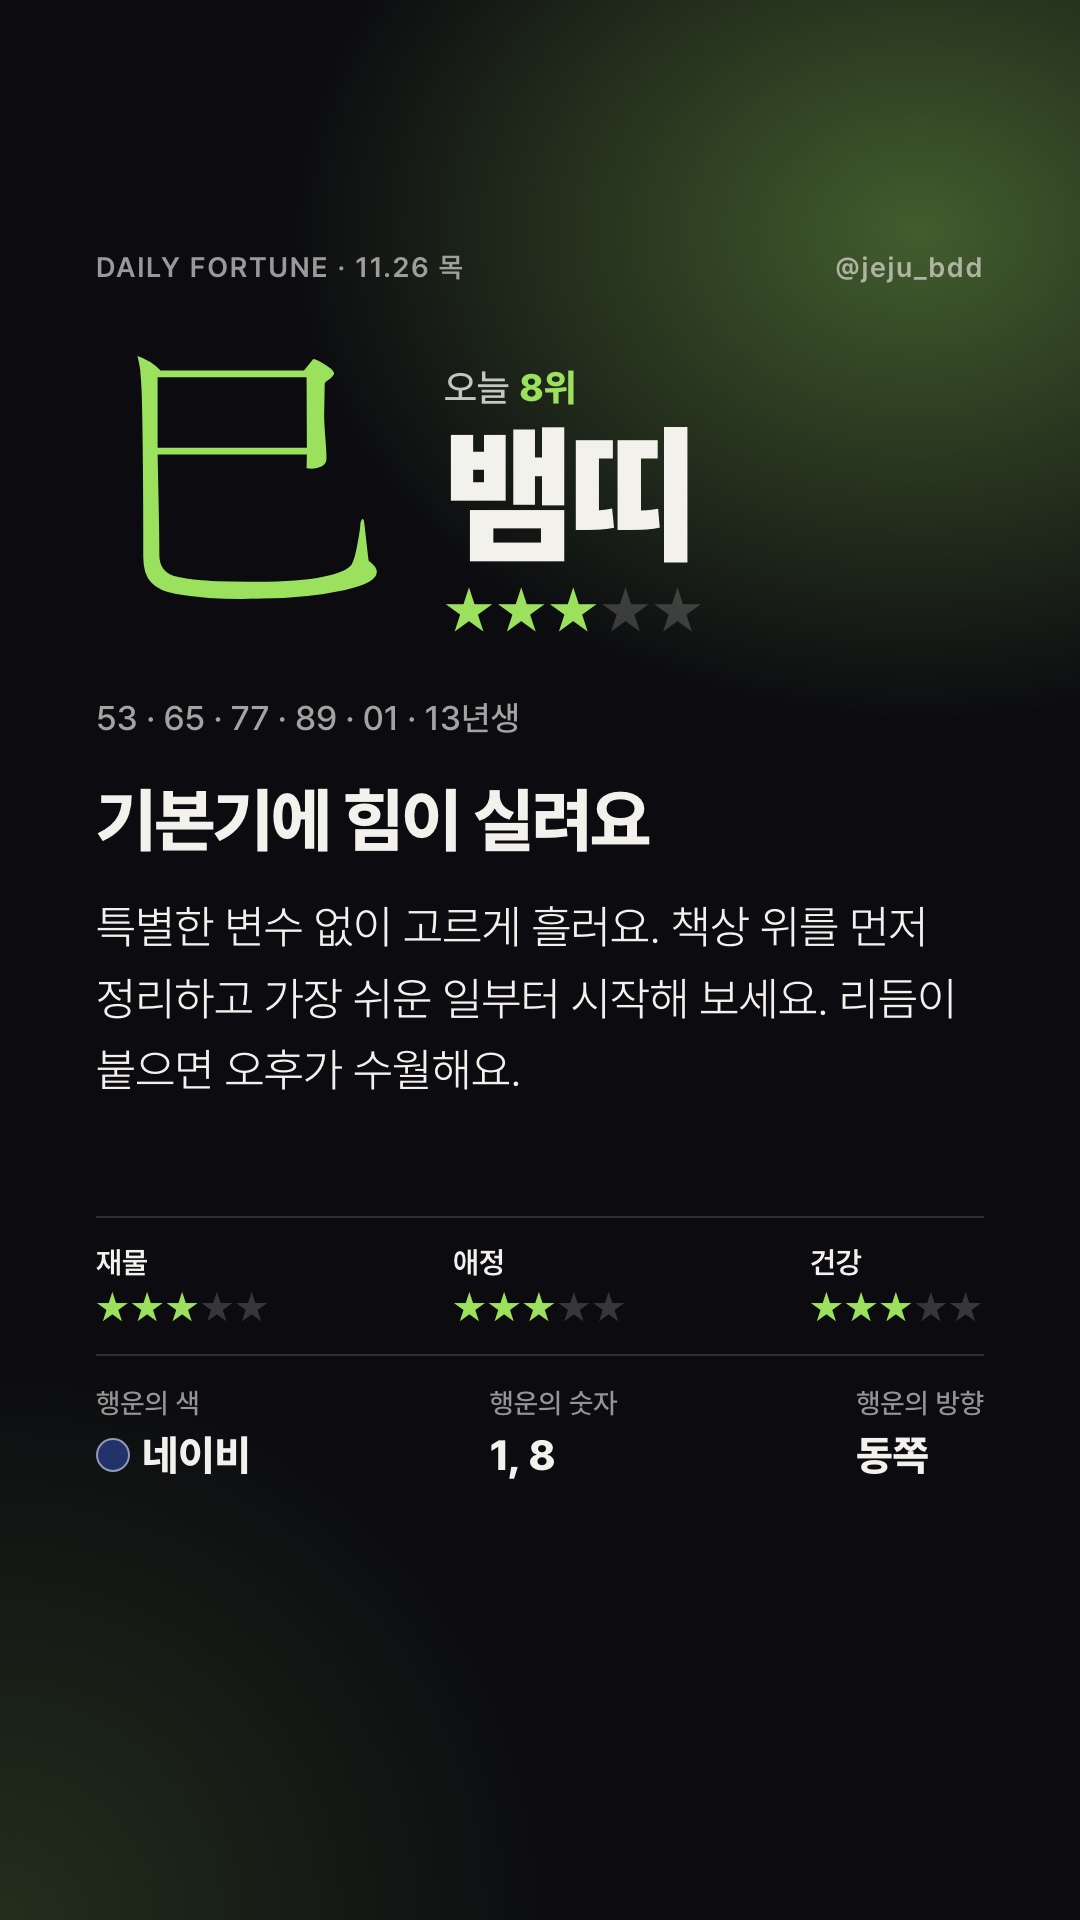 DAILY FORTUNE · 11.26 목
@jeju_bdd
巳
오늘 8위
뱀띠
★★★★★
53 · 65 · 77 · 89 · 01 · 13년생
기본기에 힘이 실려요
특별한 변수 없이 고르게 흘러요. 책상 위를 먼저
정리하고 가장 쉬운 일부터 시작해 보세요. 리듬이
붙으면 오후가 수월해요.
재물 애정 건강
★★★★★ ★★★★★ ★★★★★
행운의 색 행운의 숫자 행운의 방향
네이비 1, 8 동쪽